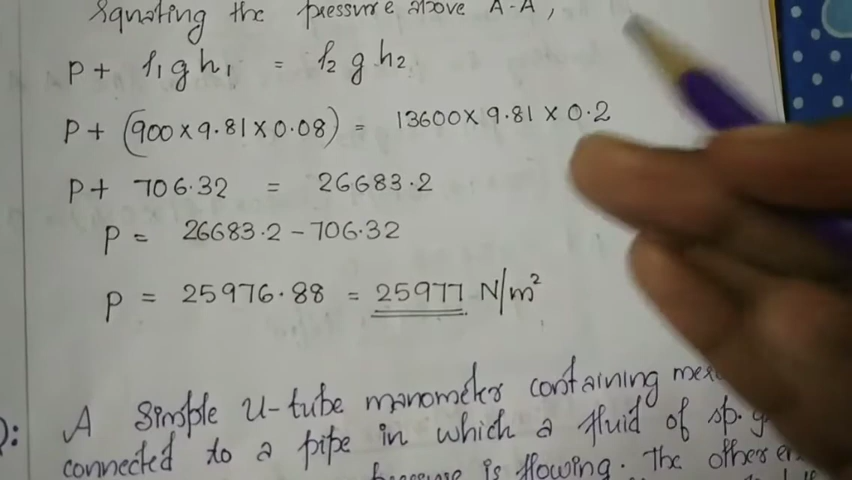 Equating the pressure above A-A,
P + ρ₁gh₁ = ρ₂gh₂
P + (900×9.81×0.08) = 13600×9.81×0.2
P + 706.32 = 26683.2
P = 26683.2-706.32
P = 25976.88 = 25977 N/m²
A Simple U-tube manometer containing
connected to a pipe in which a fluid of sp.g
is flowing. The other